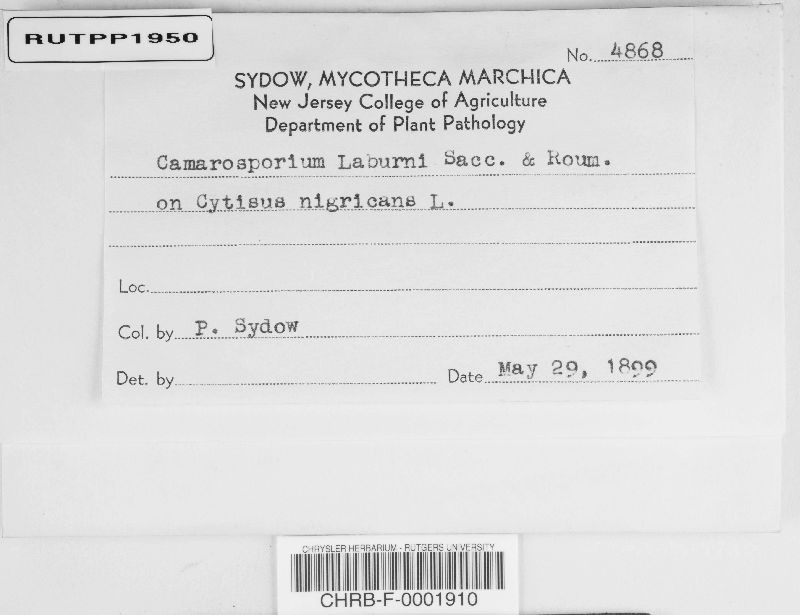 RUTPP1950
No. 4868
SYDOW, MYCOTHECA MARCHICA
New Jersey College of Agriculture
Department of Plant Pathology
Camarosporium Laburni Sacc. & Roum.
on Cytisus nigricans L.
Loc.
Col. by P. Sydow
Det. by
Date May 29, 1899
CHRYSLER HERBARIUM - RUTGERS UNIVERSITY
CHRB-F-0001910